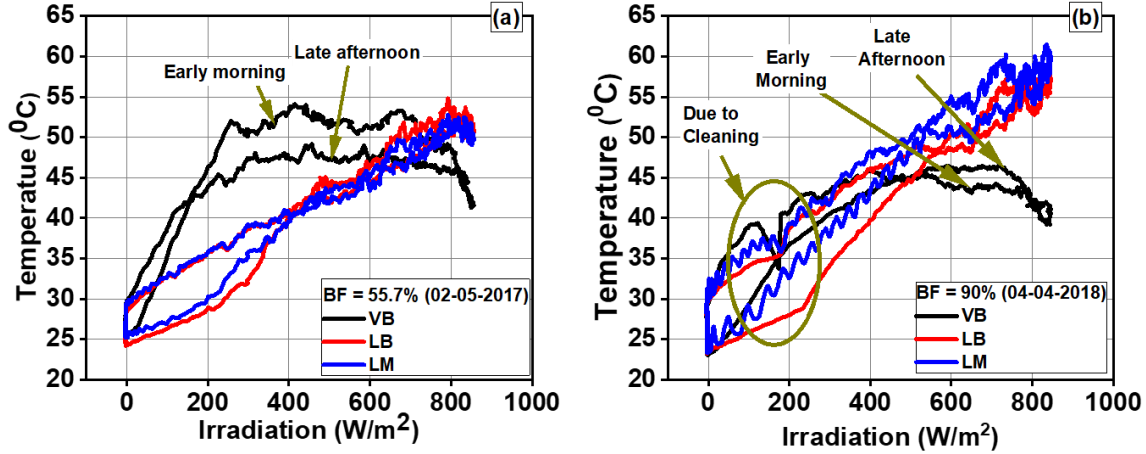 (a)
65
60
55
50
45
40
35
30
25
20
Temperature (⁰C)
Early morning
Late afternoon
BF = 55.7% (02-05-2017)
VB
LB
LM
0 200 400 600 800 1000
Irradiation (W/m²)
(b)
65
60
55
50
45
40
35
30
25
20
Temperature (⁰C)
Due to
Cleaning
Early
Morning
Late
Afternoon
BF = 90% (04-04-2018)
VB
LB
LM
0 200 400 600 800 1000
Irradiation (W/m²)